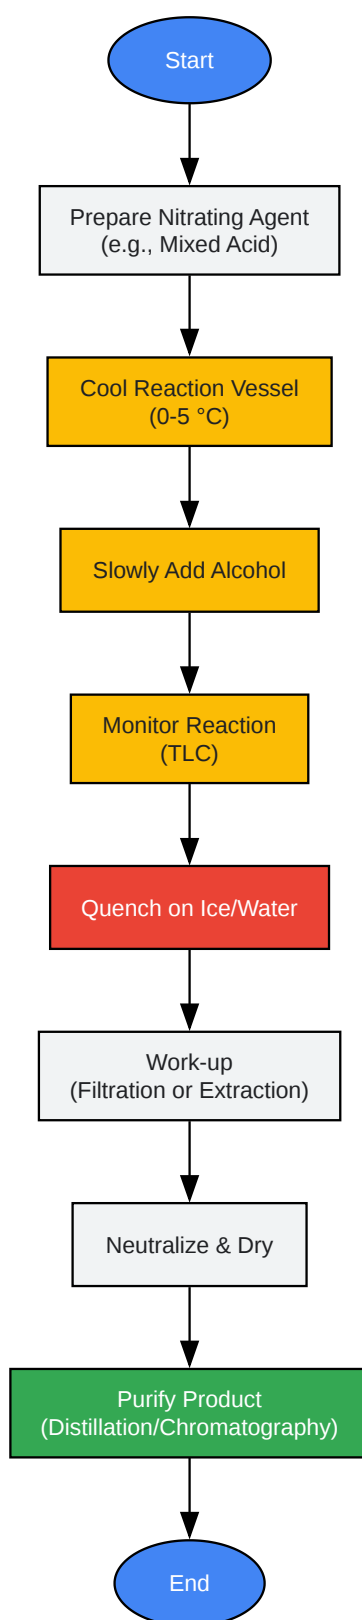 Start
Prepare Nitrating Agent
(e.g., Mixed Acid)
Cool Reaction Vessel
(0-5 °C)
Slowly Add Alcohol
Monitor Reaction
(TLC)
Quench on Ice/Water
Work-up
(Filtration or Extraction)
Neutralize & Dry
Purify Product
(Distillation/Chromatography)
End